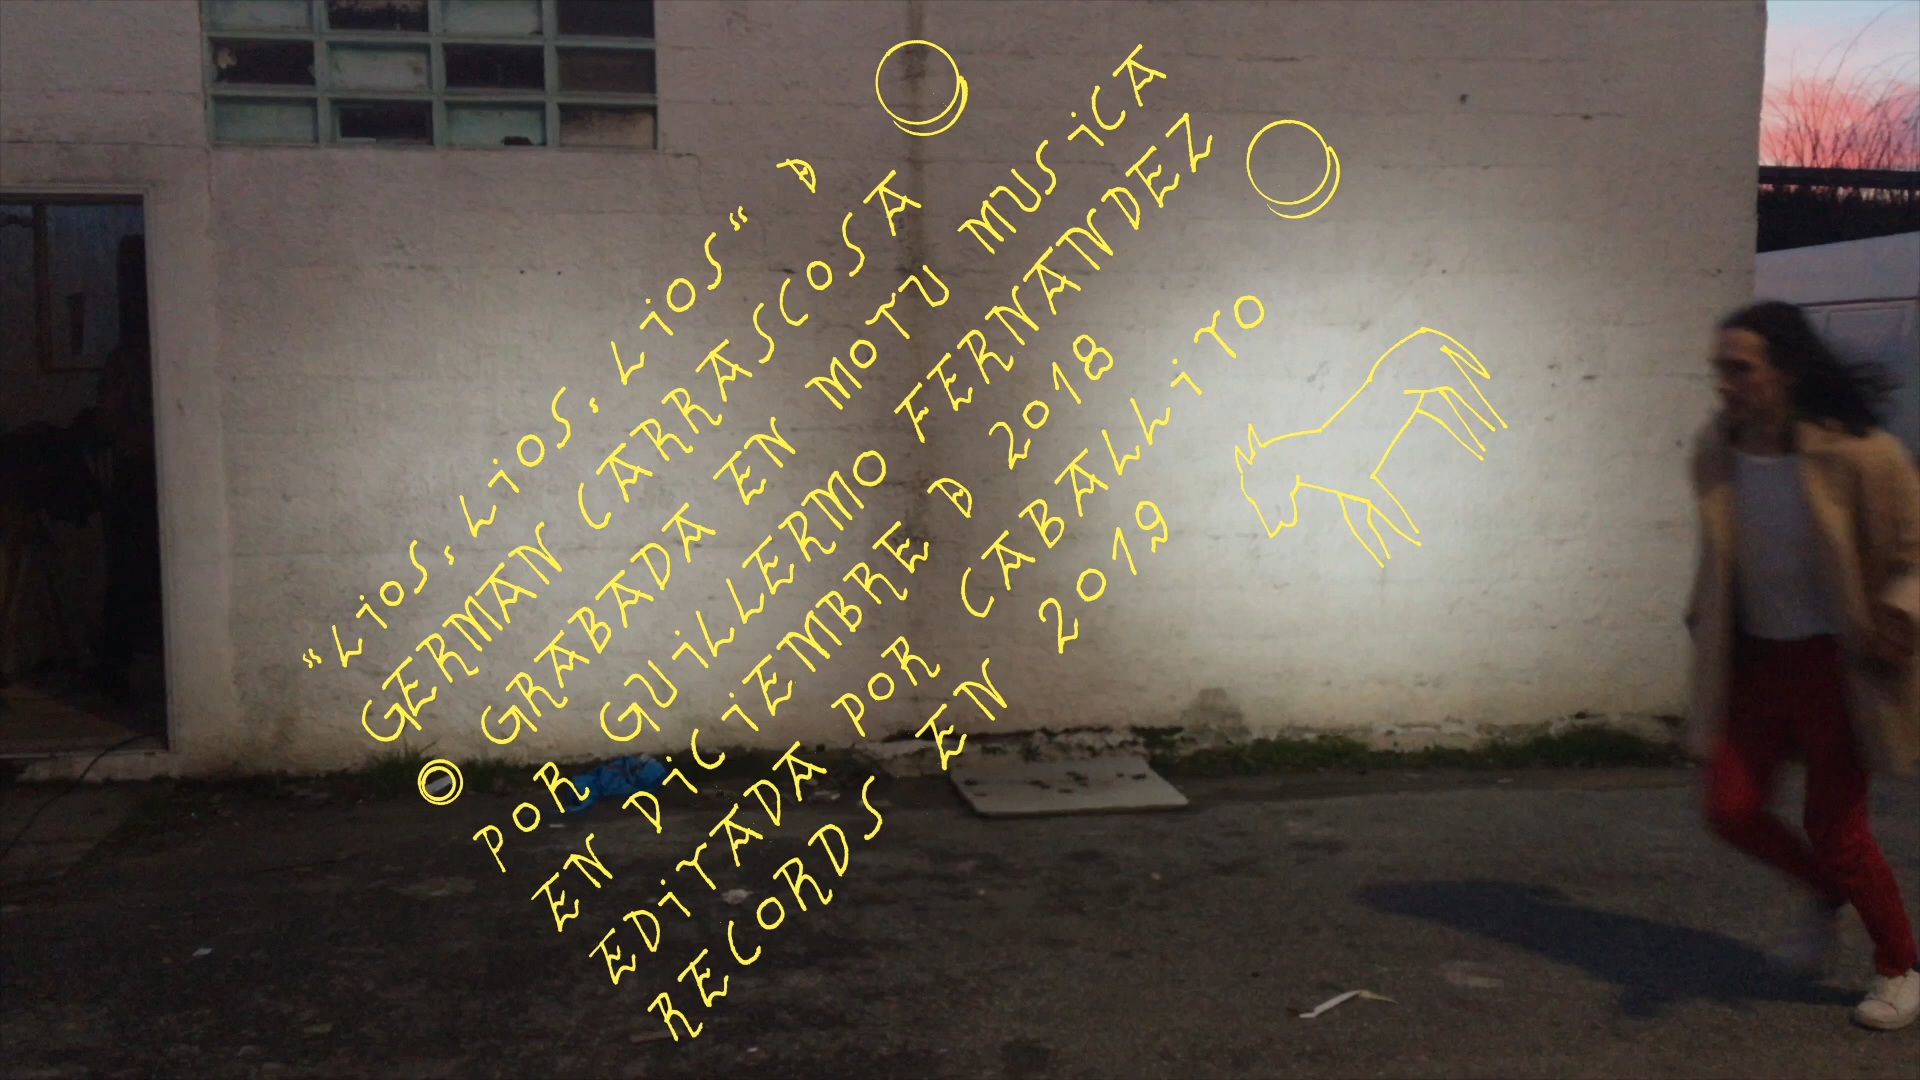 "LiOS, LiOS, LiOS" D
GERMAN CARRASCOSA
GRABADA EN MOTU MUSiCA
POR GUiLLERMO FERNANDEZ
EN DiCiEMBRE D 2018
EDiTADA POR CABALLiTO
RECORDS EN 2019